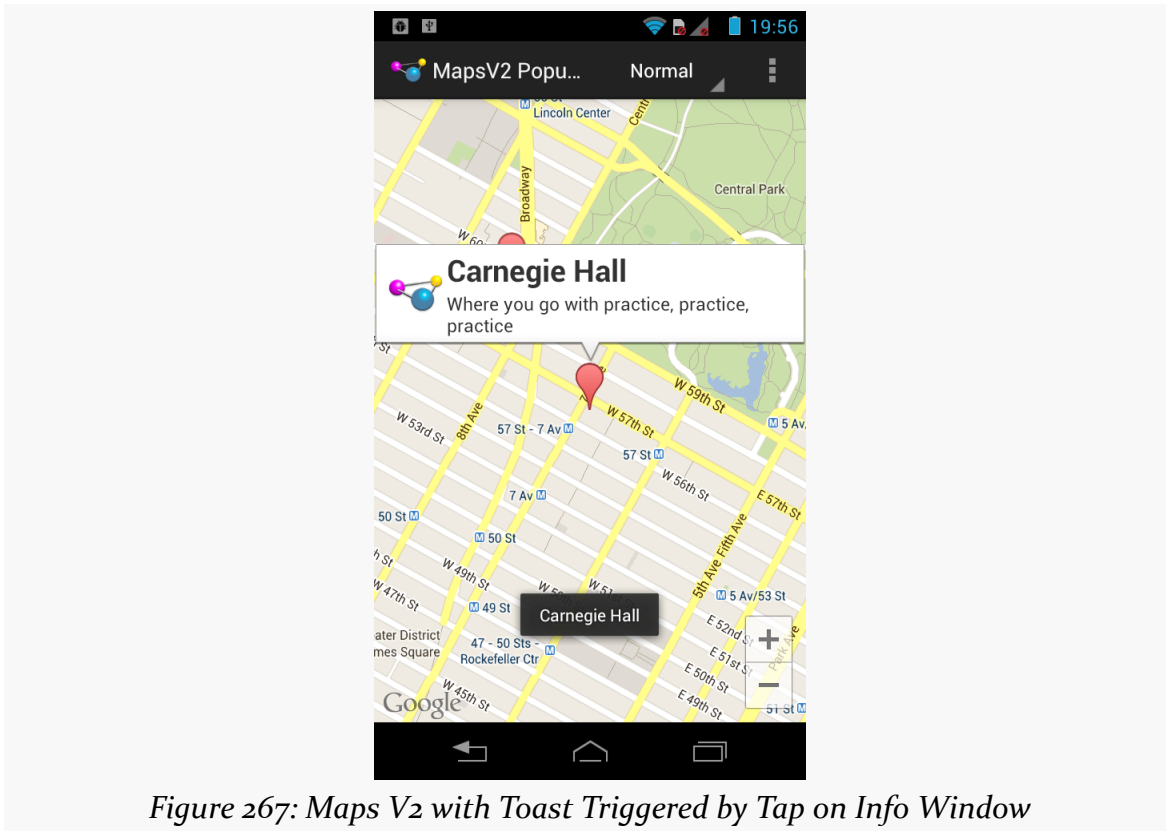 19:56
MapsV2 Popu...
Normal
Lincoln Center
Central Park
Broadway
Carnegie Hall
Where you go with practice, practice,
practice
W 59th St
5 Av
8th Ave
W 57th St
W 53rd St
57 St - 7 Av
57 St
W 56th St
7 Av
E 57th St
50 St
50 St
5th Ave
Fifth Ave
W 49th St
W 47th St
49 St
5 Av/53 St
Carnegie Hall
E 52nd St
ater District
mes Square
47 - 50 Sts -
Rockefeller Ctr
E 51st St
Park Ave
E 50th St
W 45th St
E 49th St
51 St
Google
Figure 267: Maps V2 with Toast Triggered by Tap on Info Window